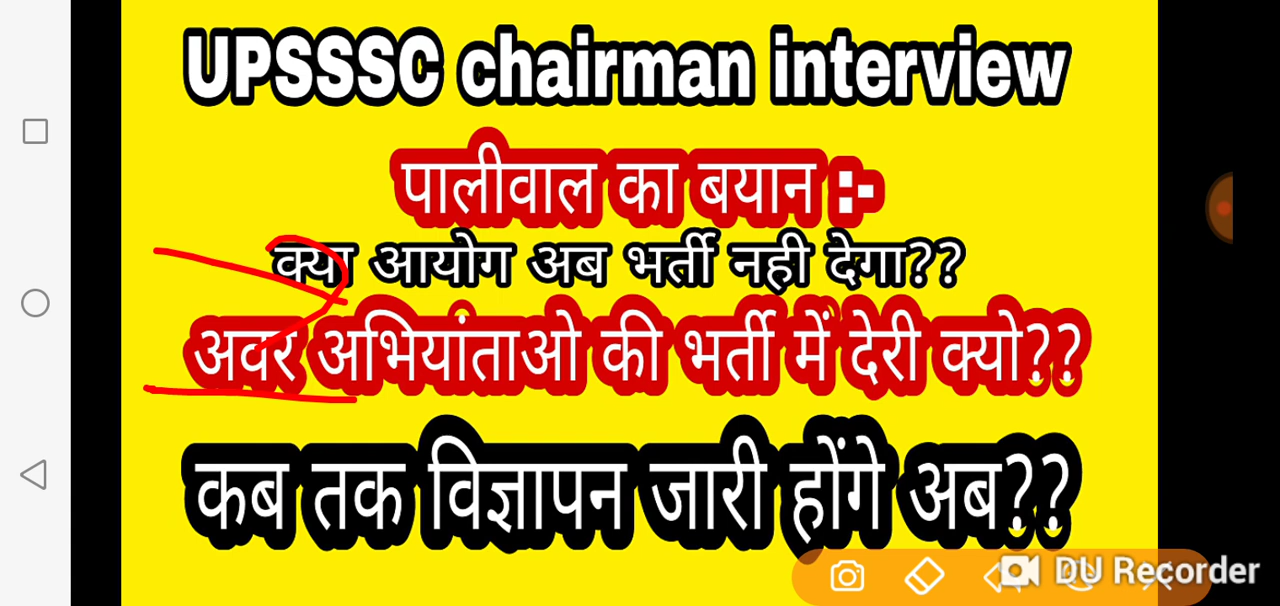 UPSSSC chairman interview
पालीवाल का बयान :-
क्या आयोग अब भर्ती नही देगा??
अवर अभियांताओ की भर्ती में देरी क्यो??
कब तक विज्ञापन जारी होंगे अब??
DU Recorder